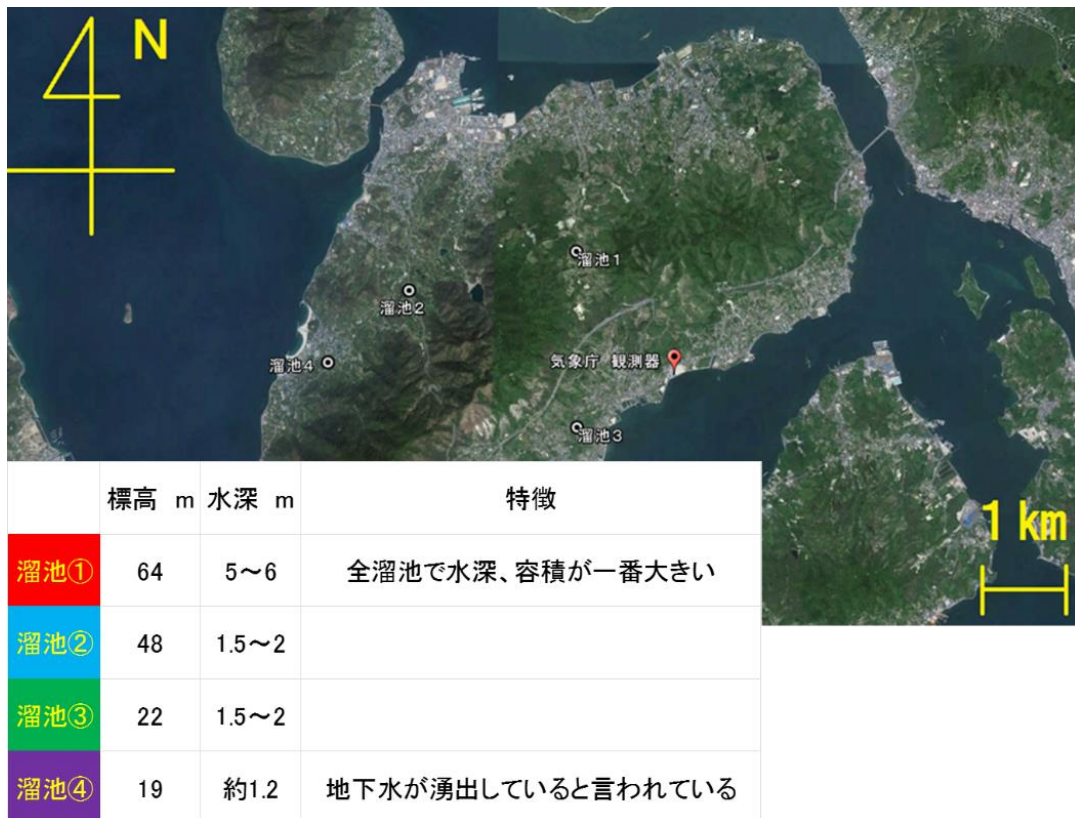 N
溜池1
溜池2
溜池4
気象庁 観測器
溜池3
1 km
標高 m 水深 m 特徴
溜池① 64 5～6 全溜池で水深、容積が一番大きい
溜池② 48 1.5～2
溜池③ 22 1.5～2
溜池④ 19 約1.2 地下水が湧出していると言われている